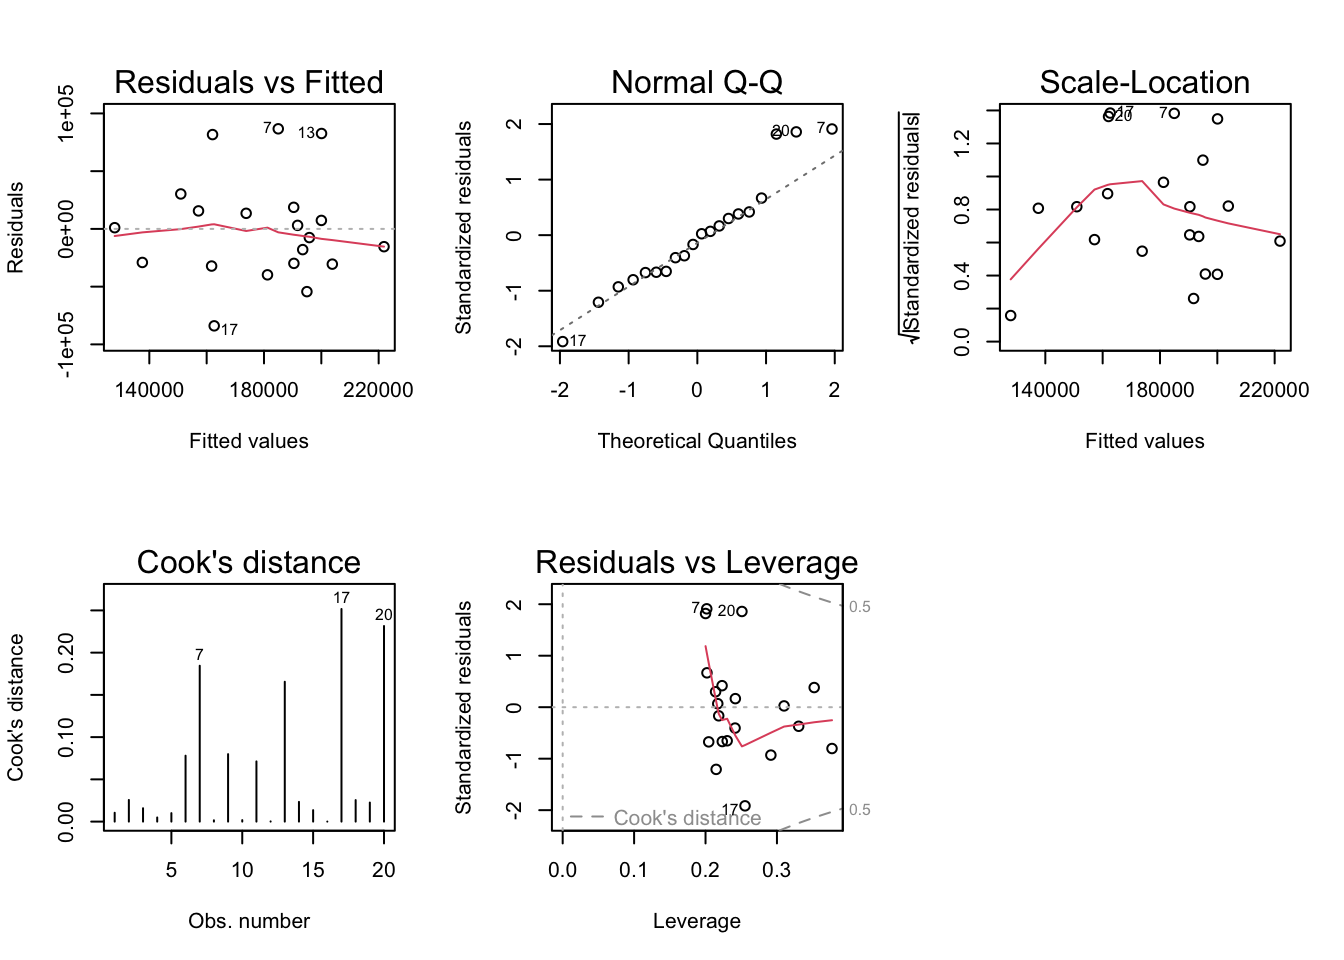 Residuals vs Fitted
1e+05
0e+00
-1e+05
Residuals
7
13
17
140000 180000 220000
Fitted values
Normal Q-Q
2
1
0
-1
-2
Standardized residuals
20
7
17
-2 -1 0 1 2
Theoretical Quantiles
Scale-Location
1.2
0.8
0.4
0.0
√|Standardized residuals|
17
20
7
140000 180000 220000
Fitted values
Cook's distance
0.20
0.10
0.00
Cook's distance
7
17
20
5 10 15 20
Obs. number
Residuals vs Leverage
2
1
0
-1
-2
Standardized residuals
7
20
17
0.5
0.5
Cook's distance
0.0 0.1 0.2 0.3
Leverage